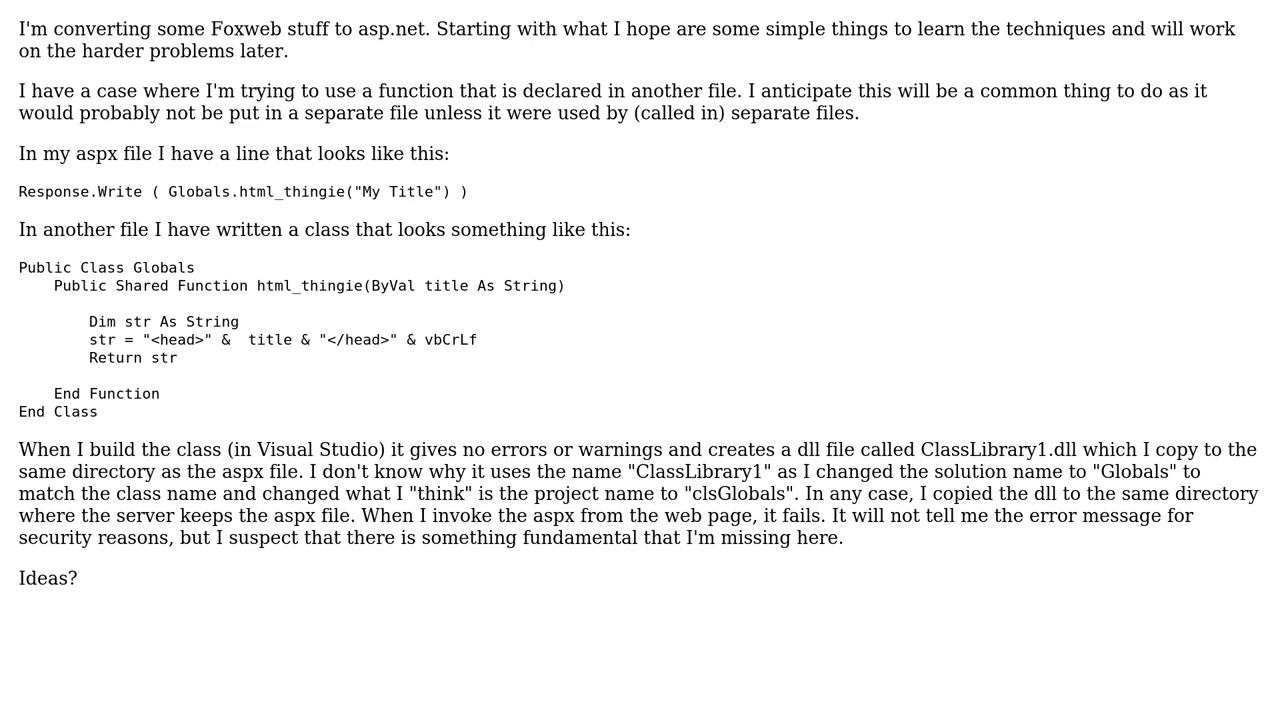 I'm converting some Foxweb stuff to asp.net. Starting with what I hope are some simple things to learn the techniques and will work
on the harder problems later.
I have a case where I'm trying to use a function that is declared in another file. I anticipate this will be a common thing to do as it
would probably not be put in a separate file unless it were used by (called in) separate files.
In my aspx file I have a line that looks like this:
Response.Write ( Globals.html_thingie("My Title") )
In another file I have written a class that looks something like this:
Public Class Globals
    Public Shared Function html_thingie(ByVal title As String)
        Dim str As String
        str = "<head>" &  title & "</head>" & vbCrLf
        Return str
    End Function
End Class
When I build the class (in Visual Studio) it gives no errors or warnings and creates a dll file called ClassLibrary1.dll which I copy to the
same directory as the aspx file. I don't know why it uses the name "ClassLibrary1" as I changed the solution name to "Globals" to
match the class name and changed what I "think" is the project name to "clsGlobals". In any case, I copied the dll to the same directory
where the server keeps the aspx file. When I invoke the aspx from the web page, it fails. It will not tell me the error message for
security reasons, but I suspect that there is something fundamental that I'm missing here.
Ideas?